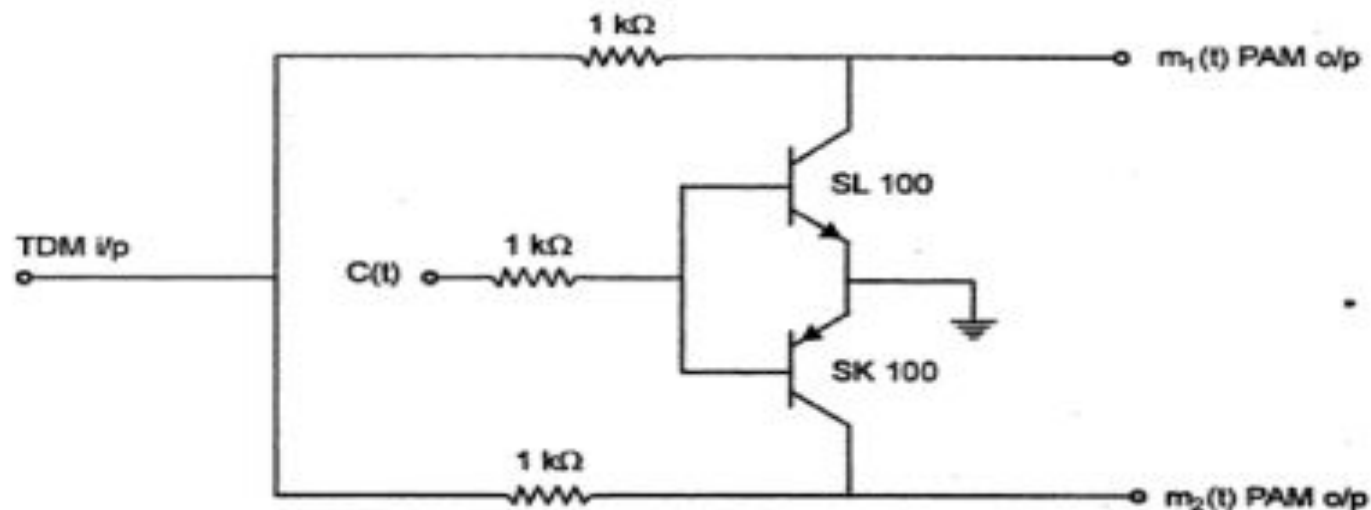 1 kΩ
m₁(t) PAM o/p
SL 100
TDM i/p
1 kΩ
C(t)
SK 100
1 kΩ
m₂(t) PAM o/p